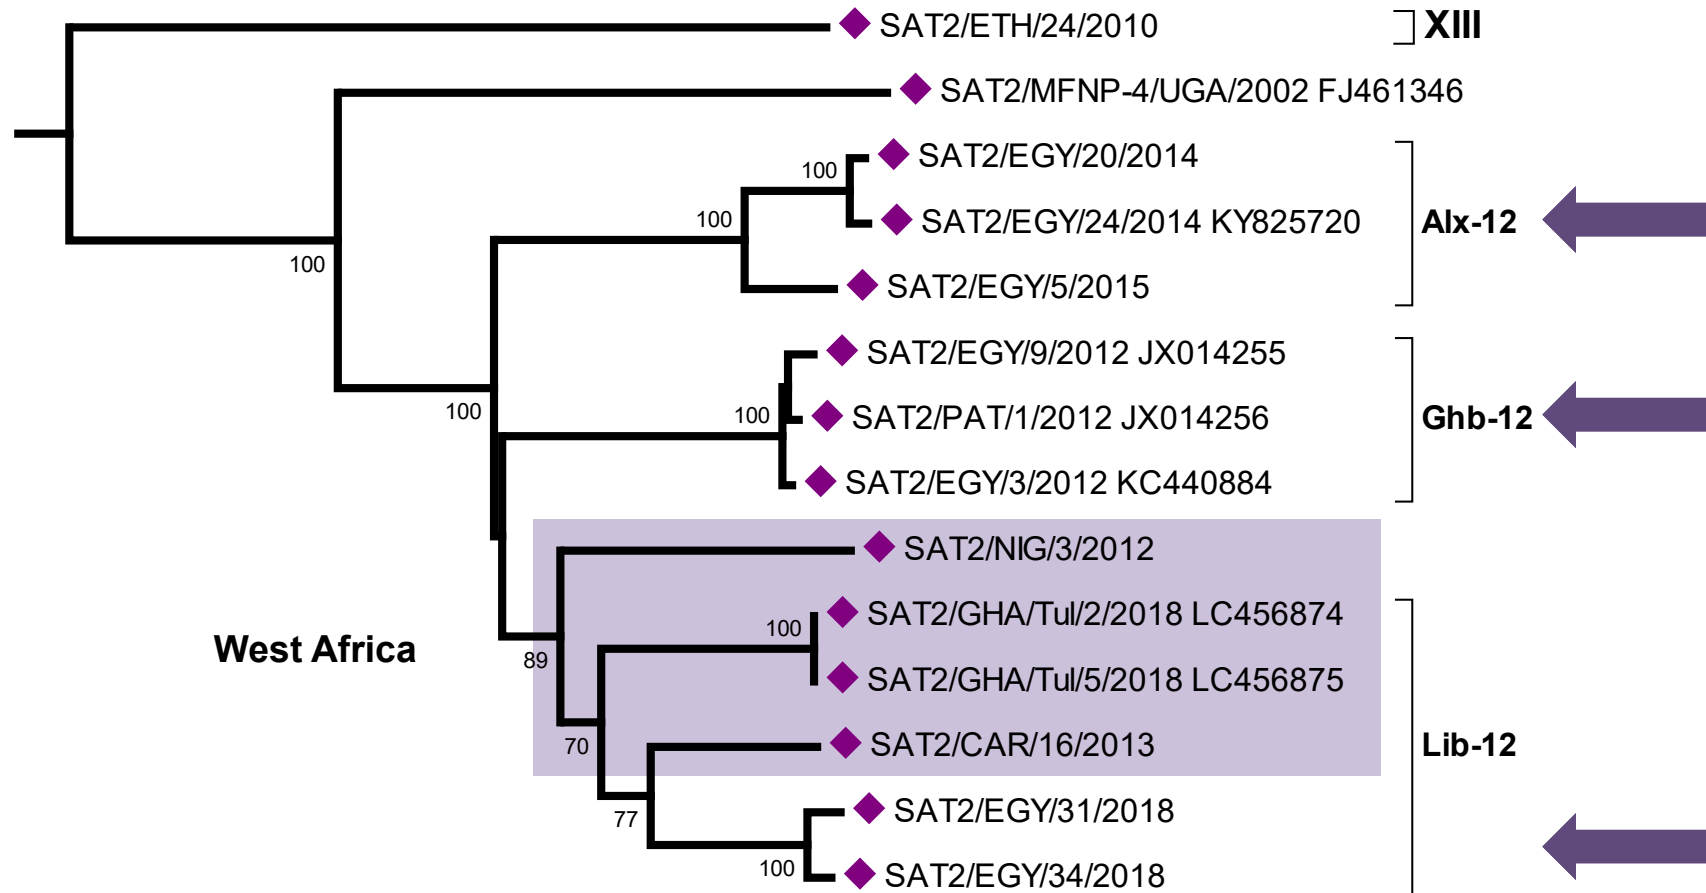 SAT2/ETH/24/2010
XIII
SAT2/MFNP-4/UGA/2002 FJ461346
SAT2/EGY/20/2014
100
SAT2/EGY/24/2014 KY825720
Alx-12
100
100
SAT2/EGY/5/2015
SAT2/EGY/9/2012 JX014255
100
100
SAT2/PAT/1/2012 JX014256
Ghb-12
SAT2/EGY/3/2012 KC440884
SAT2/NIG/3/2012
SAT2/GHA/Tul/2/2018 LC456874
100
West Africa
89
SAT2/GHA/Tul/5/2018 LC456875
70
SAT2/CAR/16/2013
Lib-12
77
SAT2/EGY/31/2018
100
SAT2/EGY/34/2018